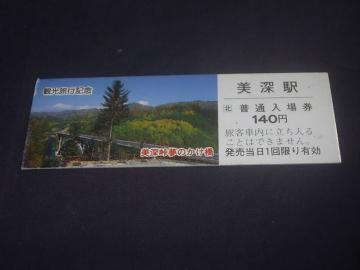 観光旅行記念
美深峠夢のかけ橋
美深駅
北 普通入場券
140円
旅客車内に立ち入る
ことはできません。
発売当日1回限り有効